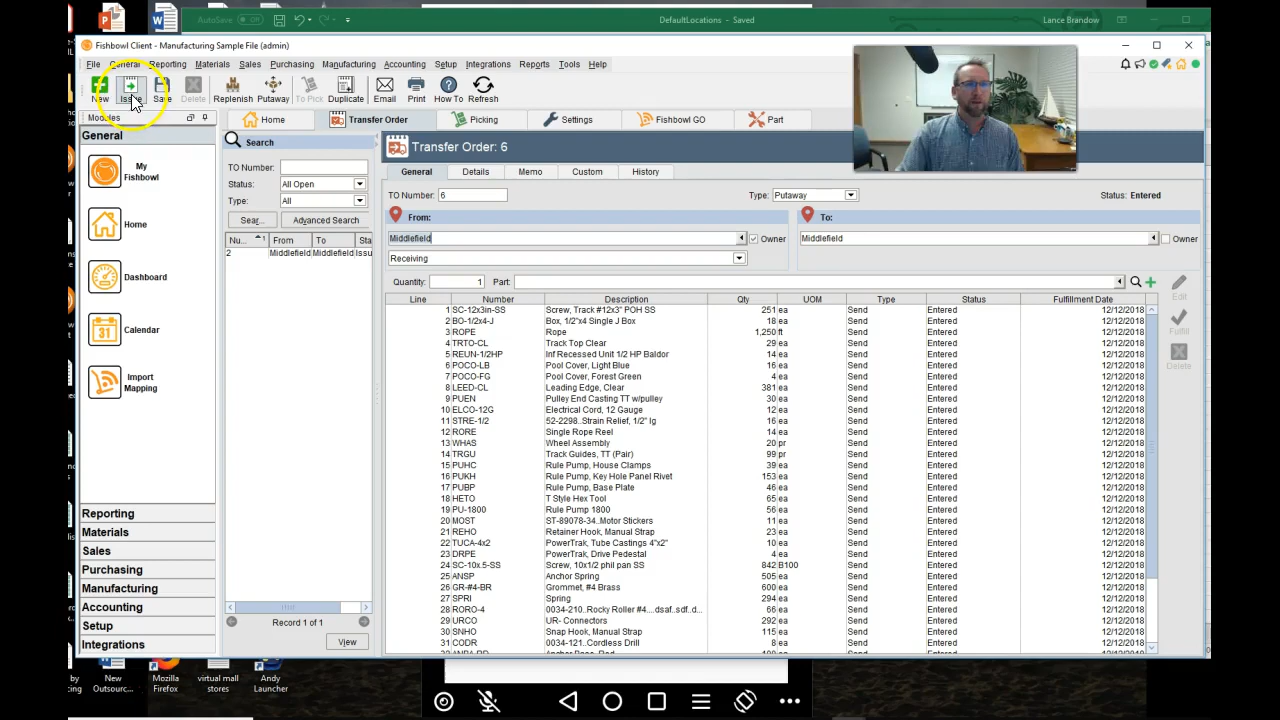 AutoSave Off
DefaultLocations - Saved
Lance Brandow
Fishbowl Client - Manufacturing Sample File (admin)
File General Reporting Materials Sales Purchasing Manufacturing Accounting Setup Integrations Reports Tools Help
New Issue Save Delete Replenish Putaway To Pick Duplicate Email Print How To Refresh
Modules
General
My
Fishbowl
Home
Dashboard
Calendar
31
Import
Mapping
Reporting
Materials
Sales
Purchasing
Manufacturing
Accounting
Setup
Integrations
Home Transfer Order Picking Settings Fishbowl GO Part
Search
TO Number:
Status: All Open
Type: All
Sear... Advanced Search
Nu... 1 From To Sta
2 Middlefield Middlefield Issu
Record 1 of 1
View
Transfer Order: 6
General Details Memo Custom History
TO Number: 6 Type: Putaway Status: Entered
From: To:
Middlefield Owner Middlefield Owner
Receiving
Quantity: 1 Part:
Line Number Description Qty UOM Type Status Fulfillment Date
1 SC-12x3in-SS Screw, Track #12x3" POH SS 251 ea Send Entered 12/12/2018
2 BO-1/2x4-J Box, 1/2"x4 Single J Box 18 ea Send Entered 12/12/2018
3 ROPE Rope 1,250 ft Send Entered 12/12/2018
4 TRTO-CL Track Top Clear 29 ea Send Entered 12/12/2018
5 REUN-1/2HP Inf Recessed Unit 1/2 HP Baldor 14 ea Send Entered 12/12/2018
6 POCO-LB Pool Cover, Light Blue 16 ea Send Entered 12/12/2018
7 POCO-FG Pool Cover, Forest Green 4 ea Send Entered 12/12/2018
8 LEED-CL Leading Edge, Clear 381 ea Send Entered 12/12/2018
9 PUEN Pulley End Casting TT w/pulley 30 ea Send Entered 12/12/2018
10 ELCO-12G Electrical Cord, 12 Gauge 12 ea Send Entered 12/12/2018
11 STRE-1/2 52-2298..Strain Relief, 1/2" lg 16 ea Send Entered 12/12/2018
12 RORE Single Rope Reel 44 ea Send Entered 12/12/2018
13 WHAS Wheel Assembly 20 pr Send Entered 12/12/2018
14 TRGU Track Guides, TT (Pair) 99 pr Send Entered 12/12/2018
15 PUHC Rule Pump, House Clamps 39 ea Send Entered 12/12/2018
16 PUKH Rule Pump, Key Hole Panel Rivet 153 ea Send Entered 12/12/2018
17 PUBP Rule Pump, Base Plate 46 ea Send Entered 12/12/2018
18 HETO T Style Hex Tool 65 ea Send Entered 12/12/2018
19 PU-1800 Rule Pump 1800 60 ea Send Entered 12/12/2018
20 MOST ST-89078-34..Motor Stickers 11 ea Send Entered 12/12/2018
21 REHO Retainer Hook, Manual Strap 23 ea Send Entered 12/12/2018
22 TUCA-4x2 PowerTrak, Tube Castings 4"x2" 10 ea Send Entered 12/12/2018
23 DRPE PowerTrak, Drive Pedestal 4 ea Send Entered 12/12/2018
24 SC-10x.5-SS Screw, 10x1/2 phil pan SS 842 B100 Send Entered 12/12/2018
25 ANSP Anchor Spring 505 ea Send Entered 12/12/2018
26 GR-#4-BR Grommet, #4 Brass 600 ea Send Entered 12/12/2018
27 SPRI Spring 294 ea Send Entered 12/12/2018
28 RORO-4 0034-210..Rocky Roller #4....dsaf..sdf..d... 66 ea Send Entered 12/12/2018
29 URCO UR- Connectors 292 ea Send Entered 12/12/2018
30 SNHO Snap Hook, Manual Strap 115 ea Send Entered 12/12/2018
31 CODR 0034-121..Cordless Drill 8 ea Send Entered 12/12/2018
Edit
Fulfill
Delete
by
New
Outsourc...
Mozilla
Firefox
virtual mall
stores
Andy
Launcher